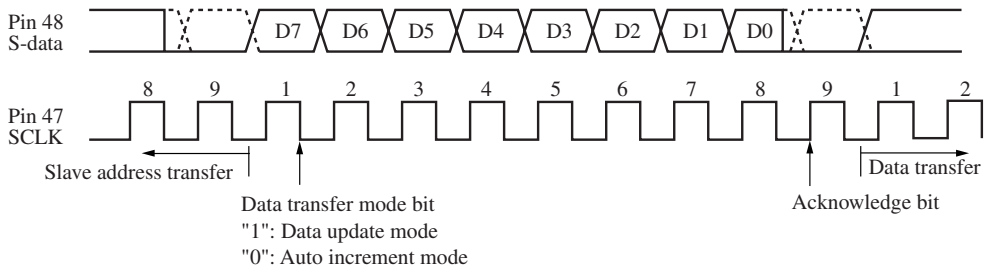 Pin 48
S-data
D7 D6 D5 D4 D3 D2 D1 D0
8 9 1 2 3 4 5 6 7 8 9 1 2
Pin 47
SCLK
Slave address transfer
Data transfer
Data transfer mode bit
"1": Data update mode
"0": Auto increment mode
Acknowledge bit